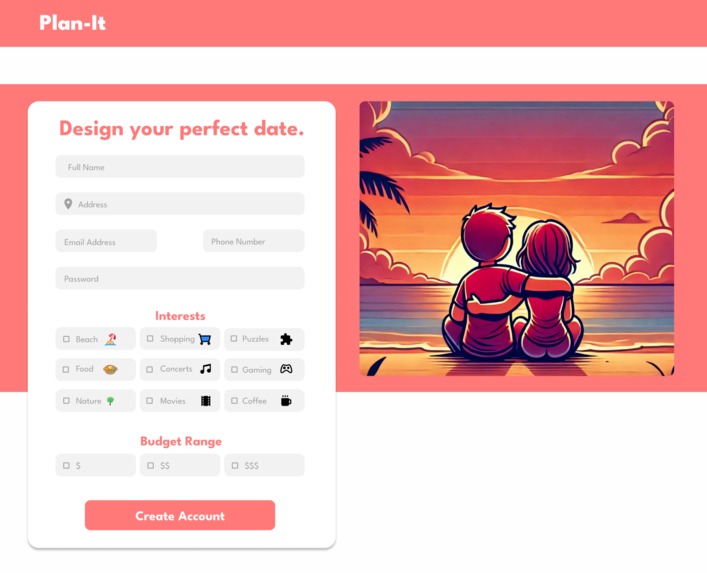 Plan-It
Design your perfect date.
Full Name
Address
Email Address Phone Number
Password
Interests
Beach Shopping Puzzles
Food Concerts Gaming
Nature Movies Coffee
Budget Range
$ $$ $$$
Create Account